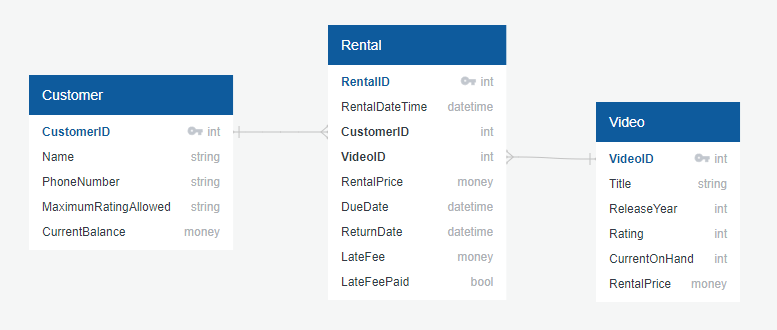 Customer
CustomerID int
Name string
PhoneNumber string
MaximumRatingAllowed string
CurrentBalance money
Rental
RentalID int
RentalDateTime datetime
CustomerID int
VideoID int
RentalPrice money
DueDate datetime
ReturnDate datetime
LateFee money
LateFeePaid bool
Video
VideoID int
Title string
ReleaseYear int
Rating int
CurrentOnHand int
RentalPrice money